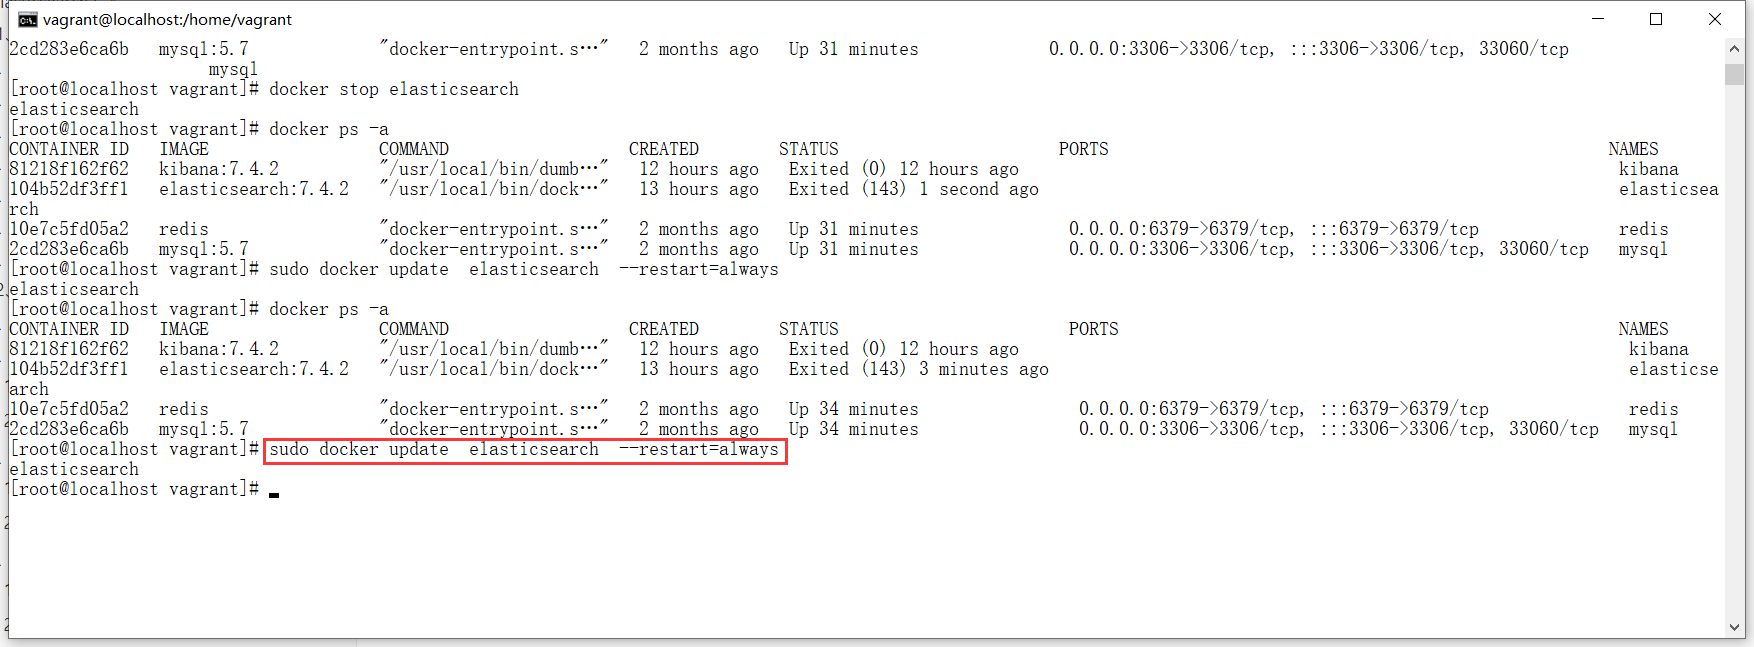 vagrant@localhost:/home/vagrant
2cd283e6ca6b mysql:5.7 "docker-entrypoint.s…" 2 months ago Up 31 minutes 0.0.0.0:3306->3306/tcp, :::3306->3306/tcp, 33060/tcp
mysql
[root@localhost vagrant]# docker stop elasticsearch
elasticsearch
[root@localhost vagrant]# docker ps -a
CONTAINER ID IMAGE COMMAND CREATED STATUS PORTS NAMES
81218f162f62 kibana:7.4.2 "/usr/local/bin/dumb…" 12 hours ago Exited (0) 12 hours ago kibana
104b52df3ff1 elasticsearch:7.4.2 "/usr/local/bin/dock…" 13 hours ago Exited (143) 1 second ago elasticsea
rch
10e7c5fd05a2 redis "docker-entrypoint.s…" 2 months ago Up 31 minutes 0.0.0.0:6379->6379/tcp, :::6379->6379/tcp redis
2cd283e6ca6b mysql:5.7 "docker-entrypoint.s…" 2 months ago Up 31 minutes 0.0.0.0:3306->3306/tcp, :::3306->3306/tcp, 33060/tcp mysql
[root@localhost vagrant]# sudo docker update  elasticsearch  --restart=always
elasticsearch
[root@localhost vagrant]# docker ps -a
CONTAINER ID IMAGE COMMAND CREATED STATUS PORTS NAMES
81218f162f62 kibana:7.4.2 "/usr/local/bin/dumb…" 12 hours ago Exited (0) 12 hours ago kibana
104b52df3ff1 elasticsearch:7.4.2 "/usr/local/bin/dock…" 13 hours ago Exited (143) 3 minutes ago elasticse
arch
10e7c5fd05a2 redis "docker-entrypoint.s…" 2 months ago Up 34 minutes 0.0.0.0:6379->6379/tcp, :::6379->6379/tcp redis
2cd283e6ca6b mysql:5.7 "docker-entrypoint.s…" 2 months ago Up 34 minutes 0.0.0.0:3306->3306/tcp, :::3306->3306/tcp, 33060/tcp mysql
[root@localhost vagrant]# sudo docker update  elasticsearch  --restart=always
elasticsearch
[root@localhost vagrant]#